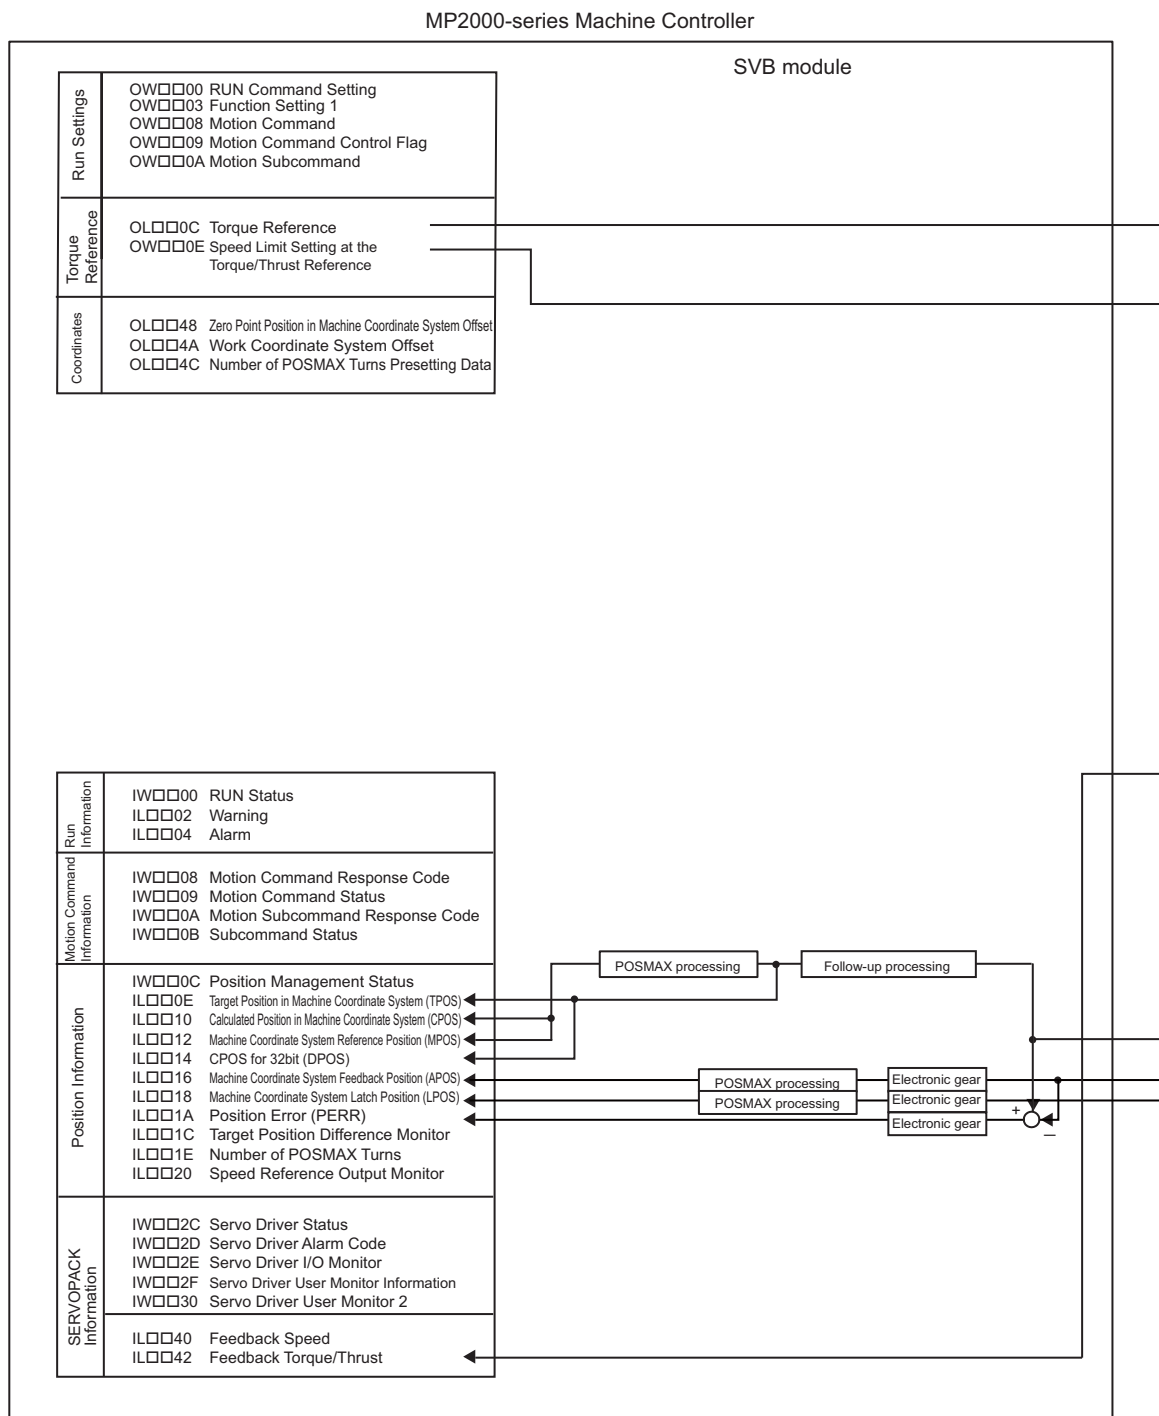 MP2000-series Machine Controller
SVB module
Run Settings
OW□□00 RUN Command Setting
OW□□03 Function Setting 1
OW□□08 Motion Command
OW□□09 Motion Command Control Flag
OW□□0A Motion Subcommand
Torque
Reference
OL□□0C Torque Reference
OW□□0E Speed Limit Setting at the
Torque/Thrust Reference
Coordinates
OL□□48 Zero Point Position in Machine Coordinate System Offset
OL□□4A Work Coordinate System Offset
OL□□4C Number of POSMAX Turns Presetting Data
Run
Information
IW□□00 RUN Status
IL□□02 Warning
IL□□04 Alarm
Motion Command
Information
IW□□08 Motion Command Response Code
IW□□09 Motion Command Status
IW□□0A Motion Subcommand Response Code
IW□□0B Subcommand Status
Position Information
IW□□0C Position Management Status
IL□□0E Target Position in Machine Coordinate System (TPOS)
IL□□10 Calculated Position in Machine Coordinate System (CPOS)
IL□□12 Machine Coordinate System Reference Position (MPOS)
IL□□14 CPOS for 32bit (DPOS)
IL□□16 Machine Coordinate System Feedback Position (APOS)
IL□□18 Machine Coordinate System Latch Position (LPOS)
IL□□1A Position Error (PERR)
IL□□1C Target Position Difference Monitor
IL□□1E Number of POSMAX Turns
IL□□20 Speed Reference Output Monitor
POSMAX processing
Follow-up processing
POSMAX processing
Electronic gear
POSMAX processing
Electronic gear
Electronic gear
+
–
SERVOPACK
Information
IW□□2C Servo Driver Status
IW□□2D Servo Driver Alarm Code
IW□□2E Servo Driver I/O Monitor
IW□□2F Servo Driver User Monitor Information
IW□□30 Servo Driver User Monitor 2
IL□□40 Feedback Speed
IL□□42 Feedback Torque/Thrust